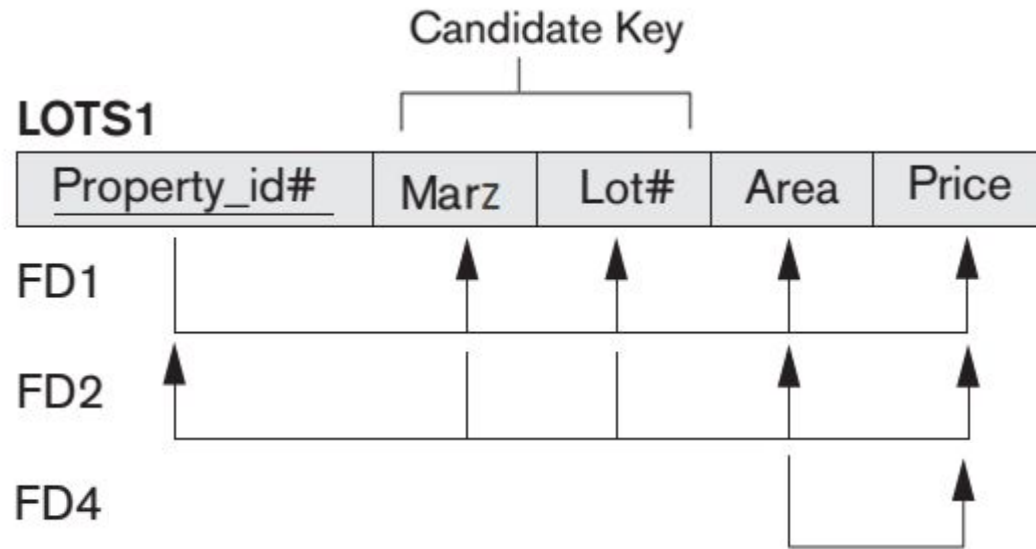 Candidate Key
LOTS1
Property_id# Marz Lot# Area Price
FD1
FD2
FD4